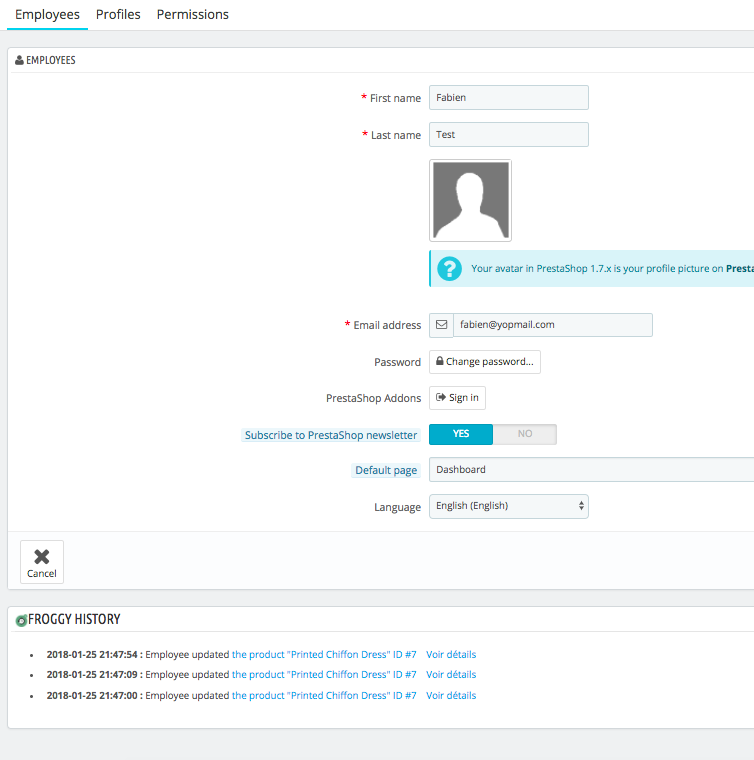 Employees Profiles Permissions
EMPLOYEES
* First name Fabien
* Last name Test
? Your avatar in PrestaShop 1.7.x is your profile picture on Presta
* Email address fabien@yopmail.com
Password Change password...
PrestaShop Addons Sign in
Subscribe to PrestaShop newsletter YES NO
Default page Dashboard
Language English (English)
Cancel
FROGGY HISTORY
• 2018-01-25 21:47:54 : Employee updated the product "Printed Chiffon Dress" ID #7 Voir détails
• 2018-01-25 21:47:09 : Employee updated the product "Printed Chiffon Dress" ID #7 Voir détails
• 2018-01-25 21:47:00 : Employee updated the product "Printed Chiffon Dress" ID #7 Voir détails